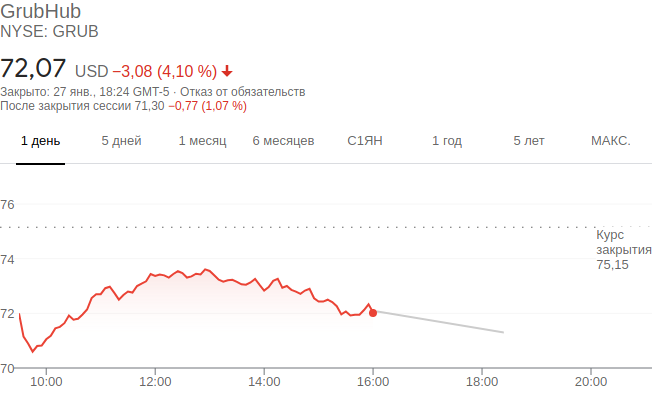 GrubHub
NYSE: GRUB
72,07 USD −3,08 (4,10 %)
Закрыто: 27 янв., 18:24 GMT-5 · Отказ от обязательств
После закрытия сессии 71,30 −0,77 (1,07 %)
1 день 5 дней 1 месяц 6 месяцев С1ЯН 1 год 5 лет МАКС.
76
Курс
закрытия
75,15
74
72
70
10:00 12:00 14:00 16:00 18:00 20:00